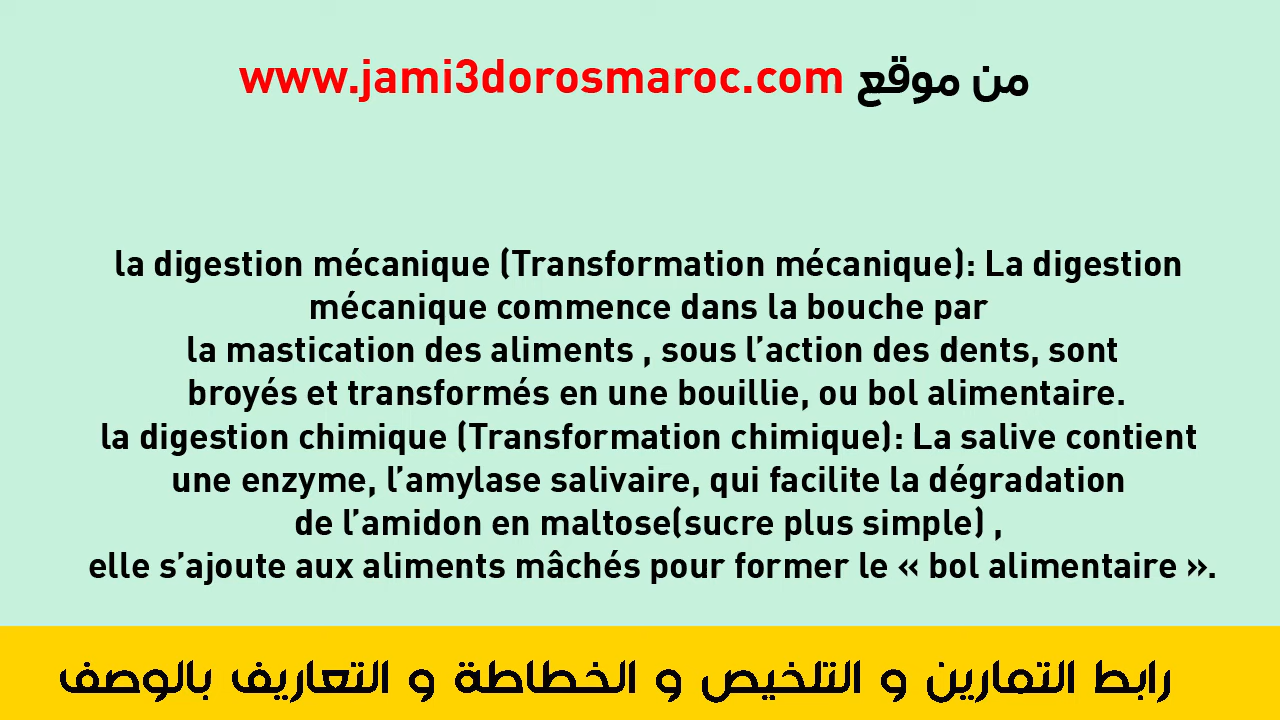 من موقع www.jami3dorosmaroc.com
la digestion mécanique (Transformation mécanique): La digestion
mécanique commence dans la bouche par
la mastication des aliments , sous l’action des dents, sont
broyés et transformés en une bouillie, ou bol alimentaire.
la digestion chimique (Transformation chimique): La salive contient
une enzyme, l’amylase salivaire, qui facilite la dégradation
de l’amidon en maltose(sucre plus simple) ,
elle s’ajoute aux aliments mâchés pour former le « bol alimentaire ».
رابط التمارين و التلخيص و الخطاطة و التعاريف بالوصف